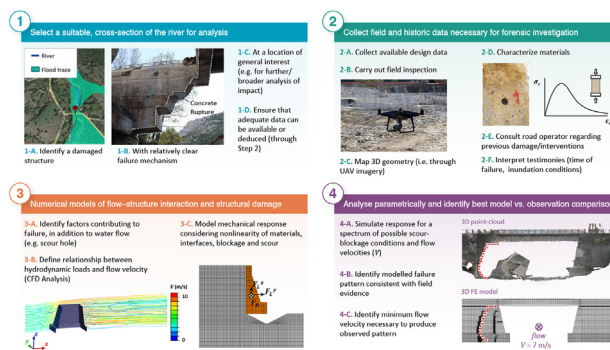 1
Select a suitable, cross-section of the river for analysis
River
Flood trace
1-A. Identify a damaged
structure
Concrete
Rupture
1-B. With relatively clear
failure mechanism
1-C. At a location of
general interest
(e.g. for further/
broader analysis of
impact)
1-D. Ensure that
adequate data can
be available or
deduced (through
Step 2)
2
Collect field and historic data necessary for forensic investigation
2-A. Collect available design data
2-B. Carry out field inspection
2-C. Map 3D geometry (i.e. through
UAV imagery)
2-D. Characterize materials
σc
εc
2-E. Consult road operator regarding
previous damage/interventions
2-F. Interpret testimonies (time of
failure, inundation conditions)
3
Numerical models of flow–structure interaction and structural damage
3-A. Identify factors contributing to
failure, in addition to water flow
(e.g. scour hole)
3-B. Define relationship between
hydrodynamic loads and flow velocity
(CFD Analysis)
V (m/s)
10
0
z
y
x
3-C. Model mechanical response
considering nonlinearity of materials,
interfaces, blockage and scour
4
Analyse parametrically and identify best model vs. observation comparison
4-A. Simulate response for a
spectrum of possible scour-
blockage conditions and flow
velocities (V)
4-B. Identify modelled failure
pattern consistent with field
evidence
4-C. Identify minimum flow
velocity necessary to produce
observed pattern
3D point-cloud
3D FE model
flow
V = 7 m/s